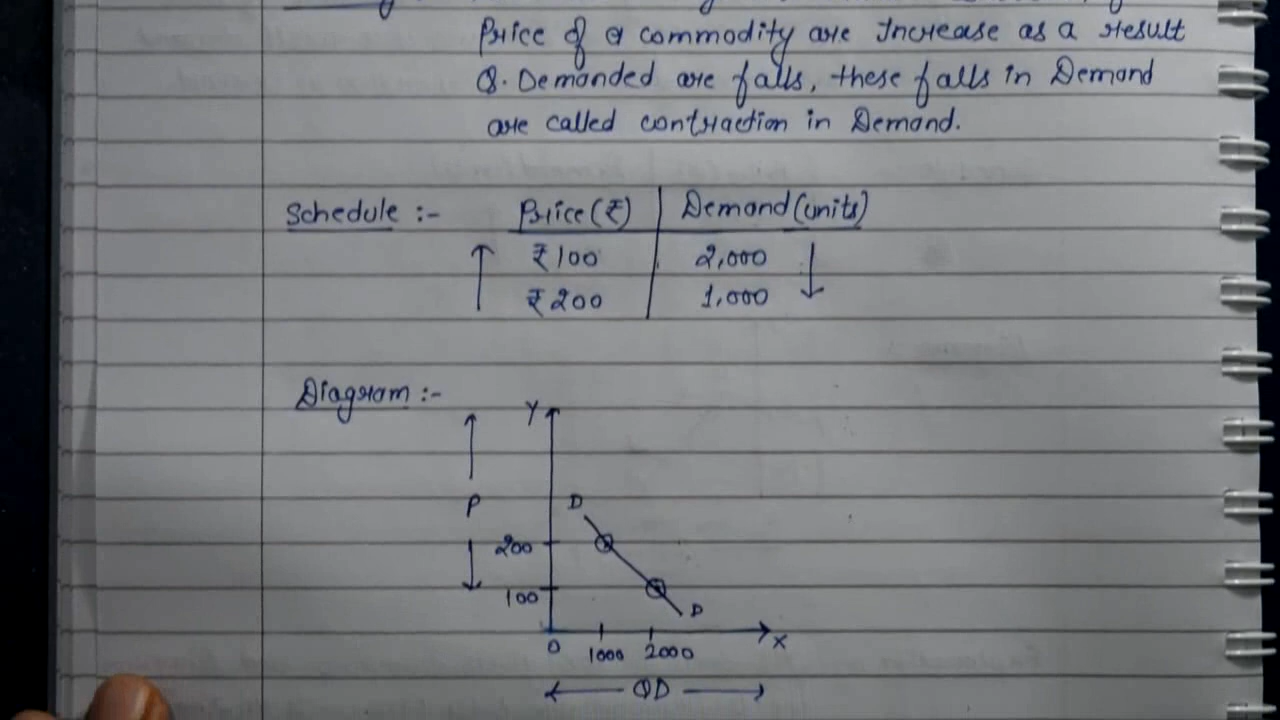 Price of a commodity are Increase as a result
Q. Demanded are falls, these falls in Demand
are called contraction in Demand.
Schedule :- Price (₹) Demand (units)
₹100 2,000
₹200 1,000
Diagram :-
Y
D
P
200
100
D
0 1000 2000 X
QD